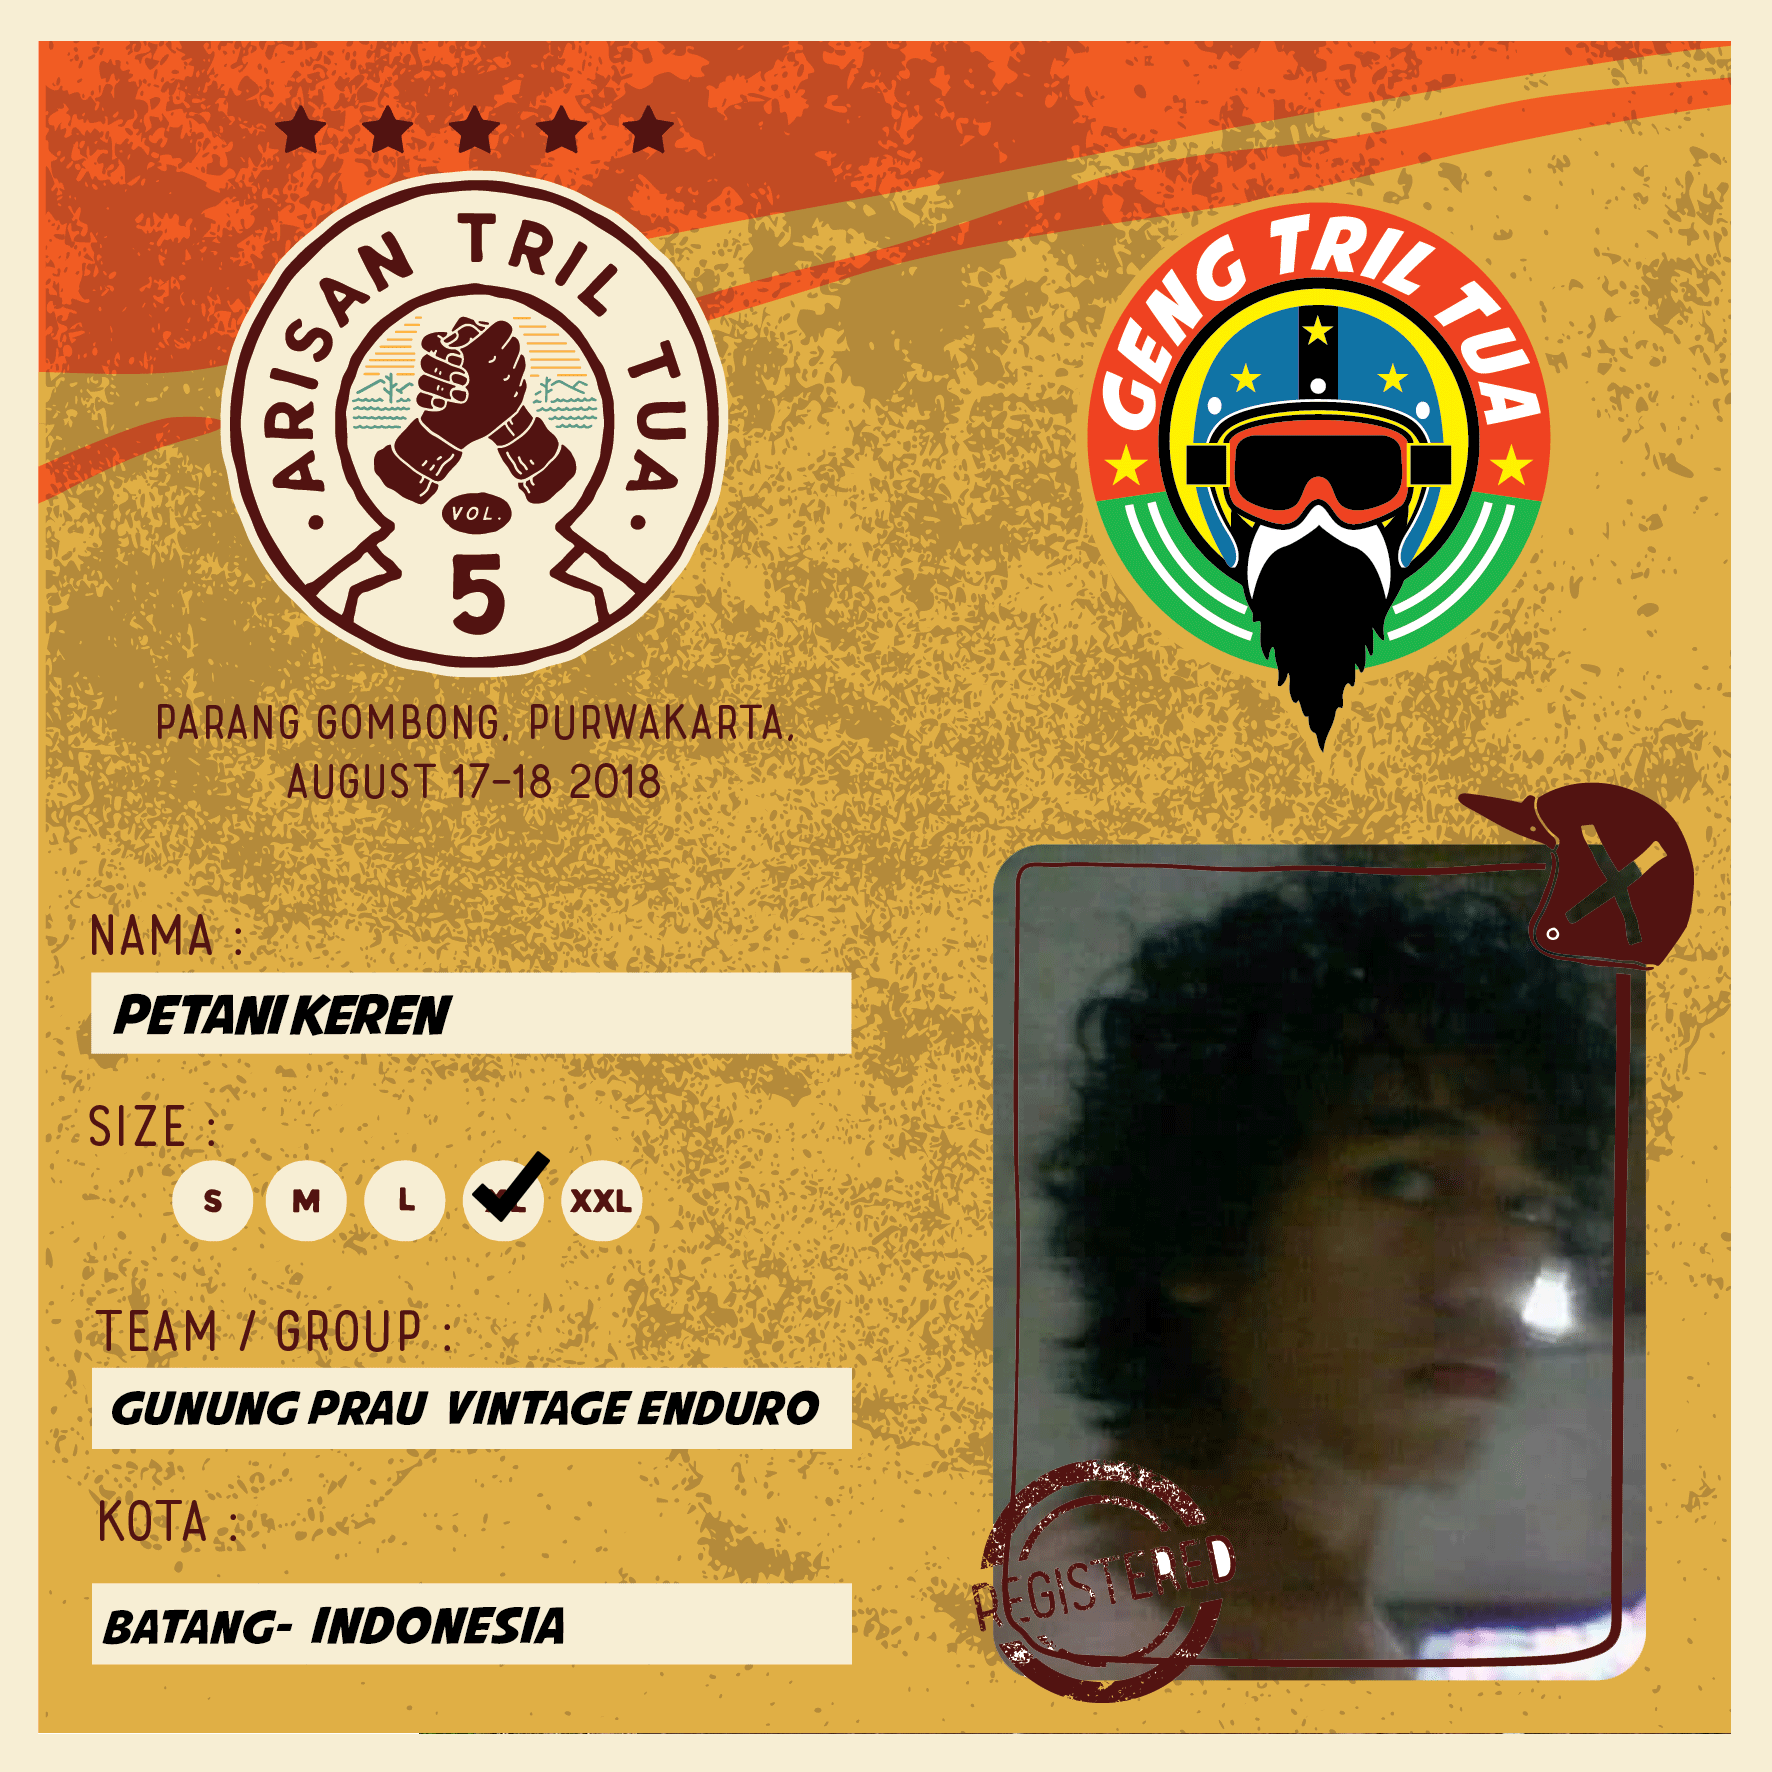 ARISAN TRIL TUA
VOL.
5
GENG TRIL TUA
PARANG GOMBONG, PURWAKARTA,
AUGUST 17-18 2018
NAMA :
PETANI KEREN
SIZE :
S M L XL XXL
TEAM / GROUP :
GUNUNG PRAU VINTAGE ENDURO
KOTA :
BATANG- INDONESIA
REGISTERED